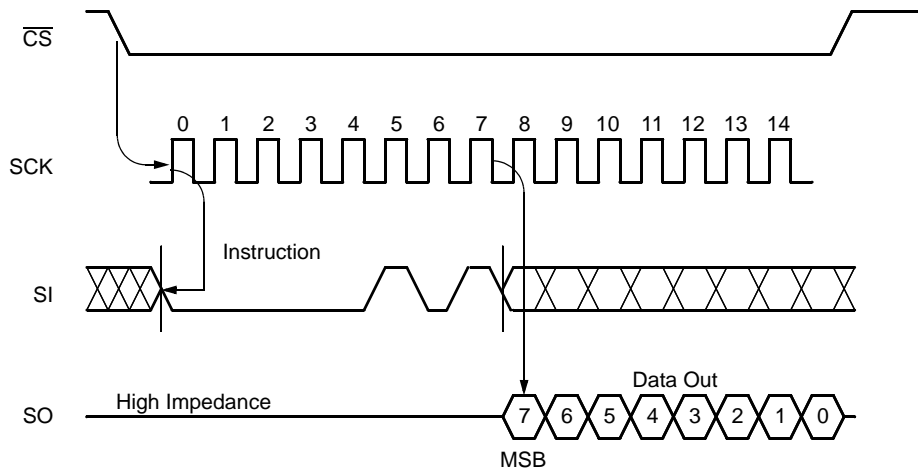 CS
0 1 2 3 4 5 6 7 8 9 10 11 12 13 14
SCK
Instruction
SI
Data Out
High Impedance
SO
7 6 5 4 3 2 1 0
MSB